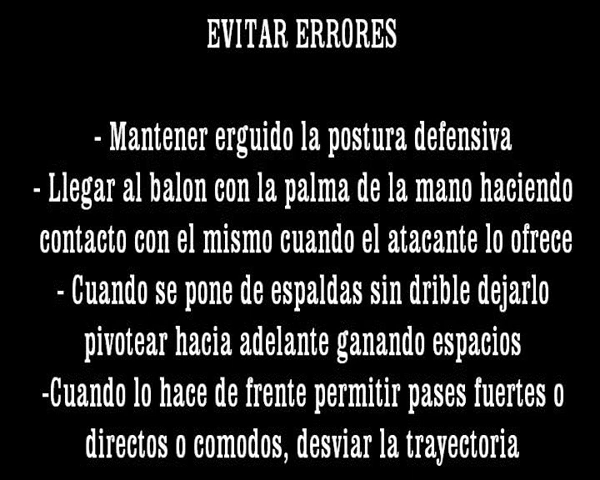 EVITAR ERRORES
- Mantener erguido la postura defensiva
- Llegar al balon con la palma de la mano haciendo
contacto con el mismo cuando el atacante lo ofrece
- Cuando se pone de espaldas sin drible dejarlo
pivotear hacia adelante ganando espacios
-Cuando lo hace de frente permitir pases fuertes o
directos o comodos, desviar la trayectoria